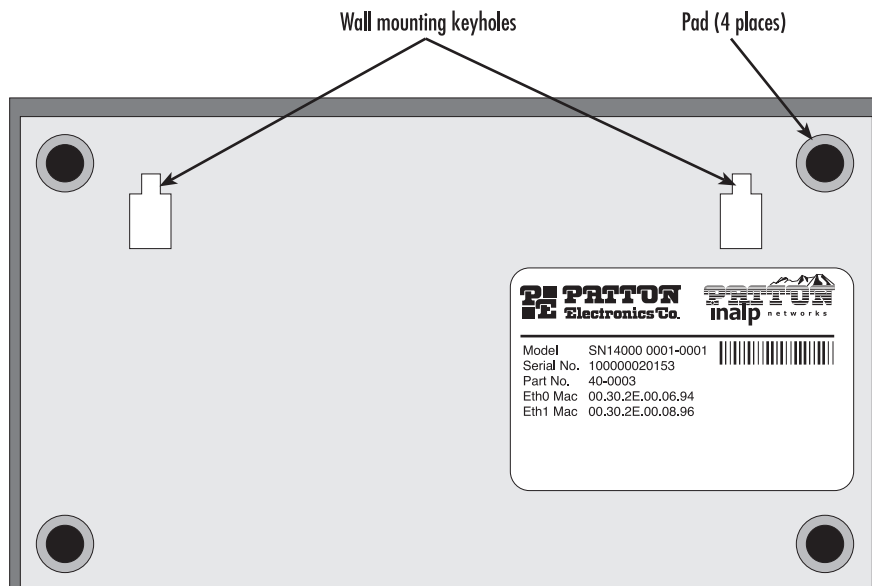 Wall mounting keyholes
Pad (4 places)
PE PATTON
Electronics Co.
PATTON
inalp networks
Model SN14000 0001-0001
Serial No. 100000020153
Part No. 40-0003
Eth0 Mac 00.30.2E.00.06.94
Eth1 Mac 00.30.2E.00.08.96